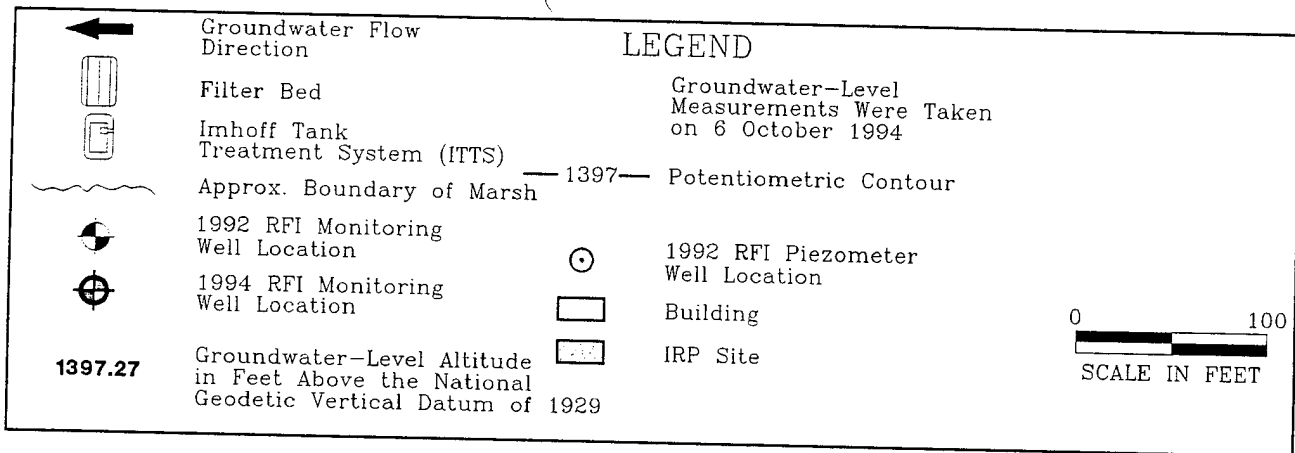 LEGEND
Groundwater Flow
Direction
Filter Bed
Imhoff Tank
Treatment System (ITTS)
Approx. Boundary of Marsh
1992 RFI Monitoring
Well Location
1994 RFI Monitoring
Well Location
1397.27
Groundwater-Level Altitude
in Feet Above the National
Geodetic Vertical Datum of 1929
Groundwater-Level
Measurements Were Taken
on 6 October 1994
1397
Potentiometric Contour
1992 RFI Piezometer
Well Location
Building
IRP Site
0 100
SCALE IN FEET